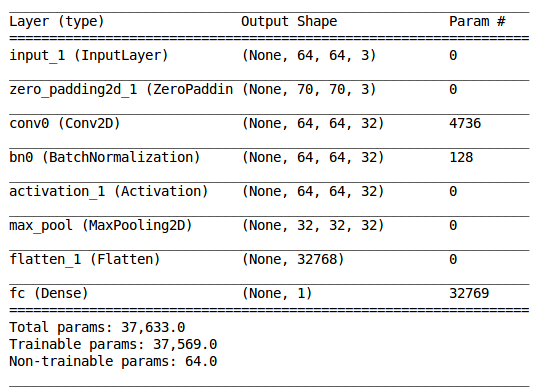 Layer (type) Output Shape Param #
input_1 (InputLayer) (None, 64, 64, 3) 0
zero_padding2d_1 (ZeroPaddin (None, 70, 70, 3) 0
conv0 (Conv2D) (None, 64, 64, 32) 4736
bn0 (BatchNormalization) (None, 64, 64, 32) 128
activation_1 (Activation) (None, 64, 64, 32) 0
max_pool (MaxPooling2D) (None, 32, 32, 32) 0
flatten_1 (Flatten) (None, 32768) 0
fc (Dense) (None, 1) 32769
Total params: 37,633.0
Trainable params: 37,569.0
Non-trainable params: 64.0